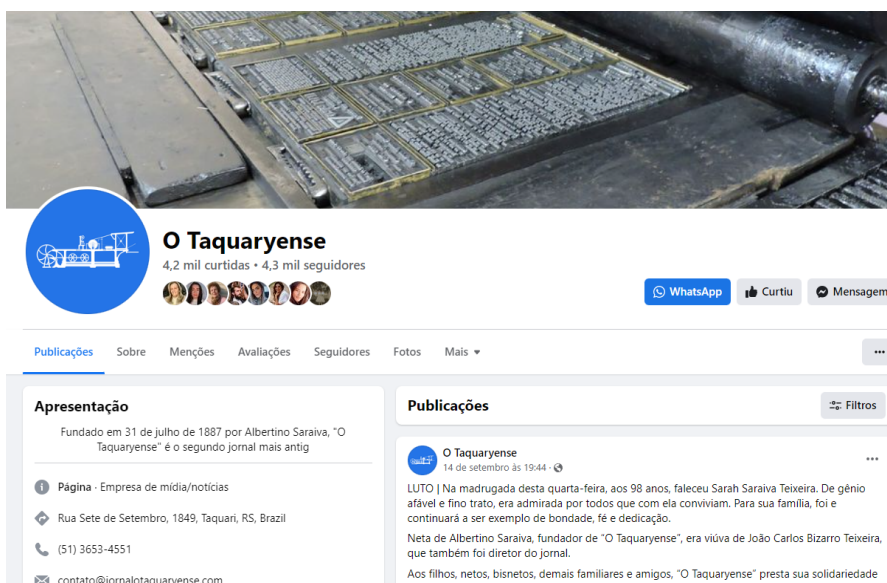 O Taquaryense
4,2 mil curtidas • 4,3 mil seguidores
WhatsApp
Curtiu
Mensagem
Publicações
Sobre
Menções
Avaliações
Seguidores
Fotos
Mais
Apresentação
Fundado em 31 de julho de 1887 por Albertino Saraiva, "O
Taquaryense" é o segundo jornal mais antig
Página · Empresa de mídia/notícias
Rua Sete de Setembro, 1849, Taquari, RS, Brazil
(51) 3653-4551
contato@jornalotaquaryense.com
Publicações
Filtros
O Taquaryense
14 de setembro às 19:44 ·
LUTO | Na madrugada desta quarta-feira, aos 98 anos, faleceu Sarah Saraiva Teixeira. De gênio
afável e fino trato, era admirada por todos que com ela conviviam. Para sua família, foi e
continuará a ser exemplo de bondade, fé e dedicação.
Neta de Albertino Saraiva, fundador de "O Taquaryense", era viúva de João Carlos Bizarro Teixeira,
que também foi diretor do jornal.
Aos filhos, netos, bisnetos, demais familiares e amigos, "O Taquaryense" presta sua solidariedade